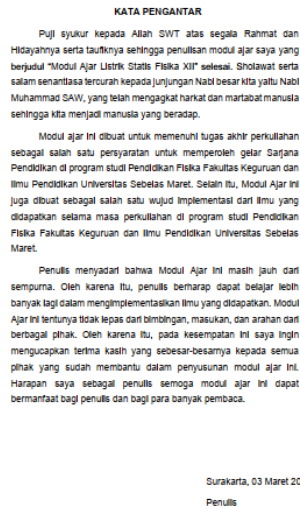 KATA PENGANTAR
Puji syukur kepada Allah SWT atas segala Rahmat dan
Hidayahnya serta taufiknya sehingga penulisan modul ajar saya yang
berjudul "Modul Ajar Listrik Statis Fisika XII" selesai. Sholawat serta
salam senantiasa tercurah kepada junjungan Nabi besar kita yaitu Nabi
Muhammad SAW, yang telah mengagkat harkat dan martabat manusia
sehingga kita menjadi manusia yang beradap.
Modul ajar ini dibuat untuk memenuhi tugas akhir perkuliahan
sebagai salah satu persyaratan untuk memperoleh gelar Sarjana
Pendidikan di program studi Pendidikan Fisika Fakultas Keguruan dan
Ilmu Pendidikan Universitas Sebelas Maret. Selain itu, Modul Ajar ini
juga dibuat sebagai salah satu wujud implementasi dari ilmu yang
didapatkan selama masa perkuliahan di program studi Pendidikan
Fisika Fakultas Keguruan dan Ilmu Pendidikan Universitas Sebelas
Maret.
Penulis menyadari bahwa Modul Ajar ini masih jauh dari
sempurna. Oleh karena itu, penulis berharap dapat belajar lebih
banyak lagi dalam mengimplementasikan ilmu yang didapatkan. Modul
Ajar ini tentunya tidak lepas dari bimbingan, masukan, dan arahan dari
berbagai pihak. Oleh karena itu, pada kesempatan ini saya ingin
mengucapkan terima kasih yang sebesar-besarnya kepada semua
pihak yang sudah membantu dalam penyusunan modul ajar ini.
Harapan saya sebagai penulis semoga modul ajar ini dapat
bermanfaat bagi penulis dan bagi para banyak pembaca.
Surakarta, 03 Maret 20
Penulis